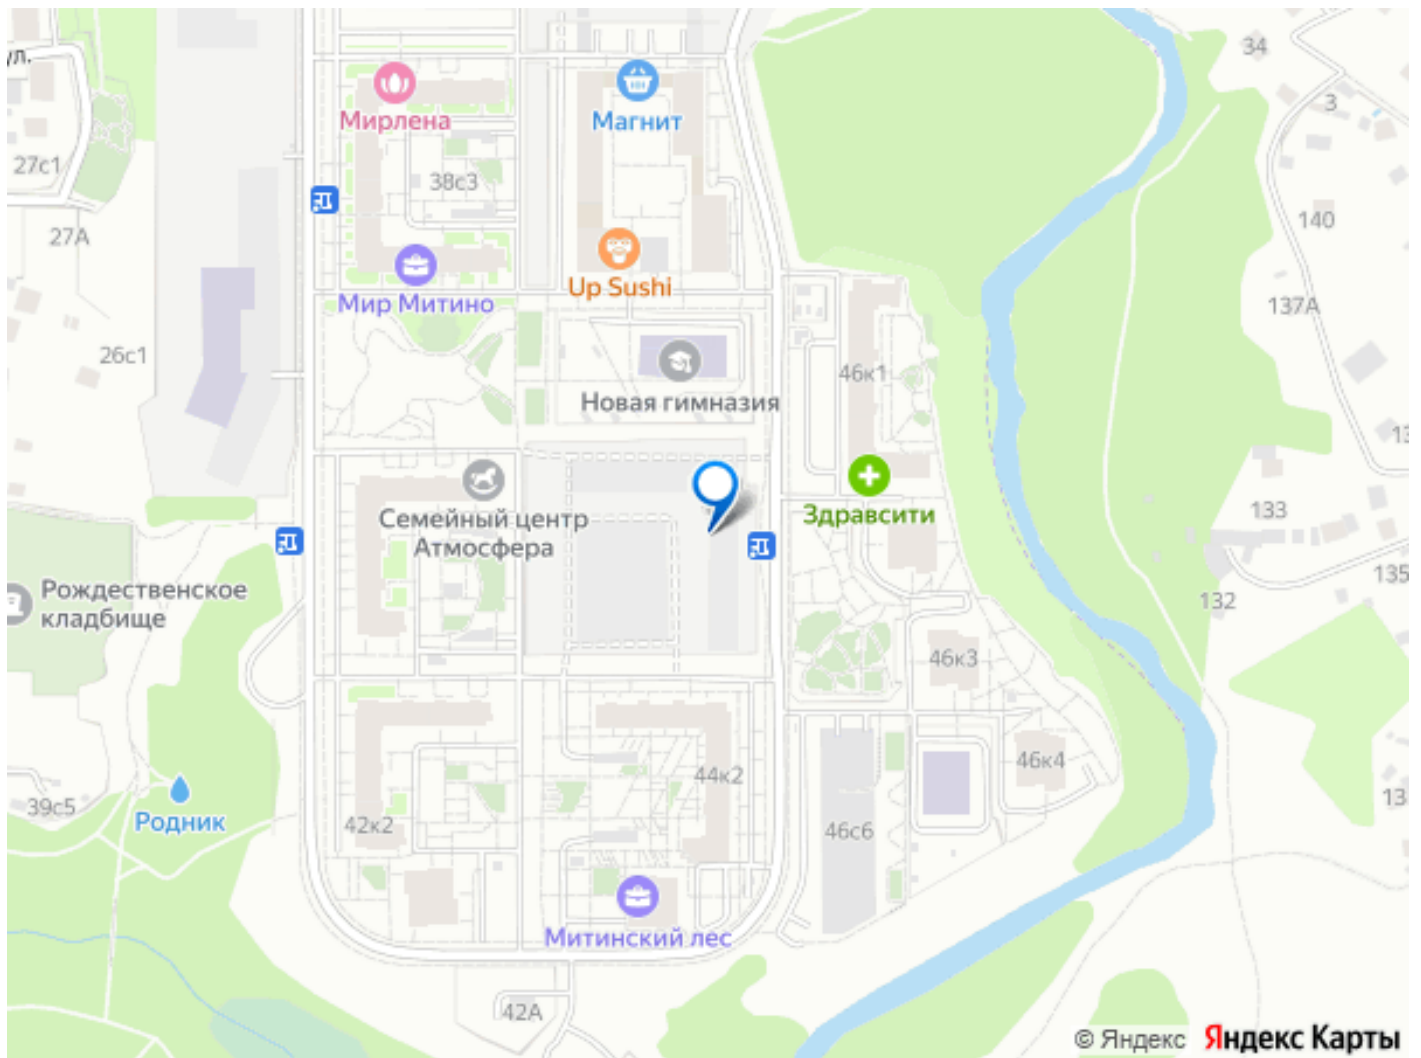 ул.
34
3
Мирлена
Магнит
27с1
38с3
140
27А
Up Sushi
Мир Митино
137А
26с1
46к1
Новая гимназия
13
Семейный центр
Атмосфера
Здравсити
133
135
Рождественское
кладбище
132
46к3
44к2
46к4
39с5
Родник
42к2
46с6
13
Митинский лес
42А
© Яндекс Яндекс Карты